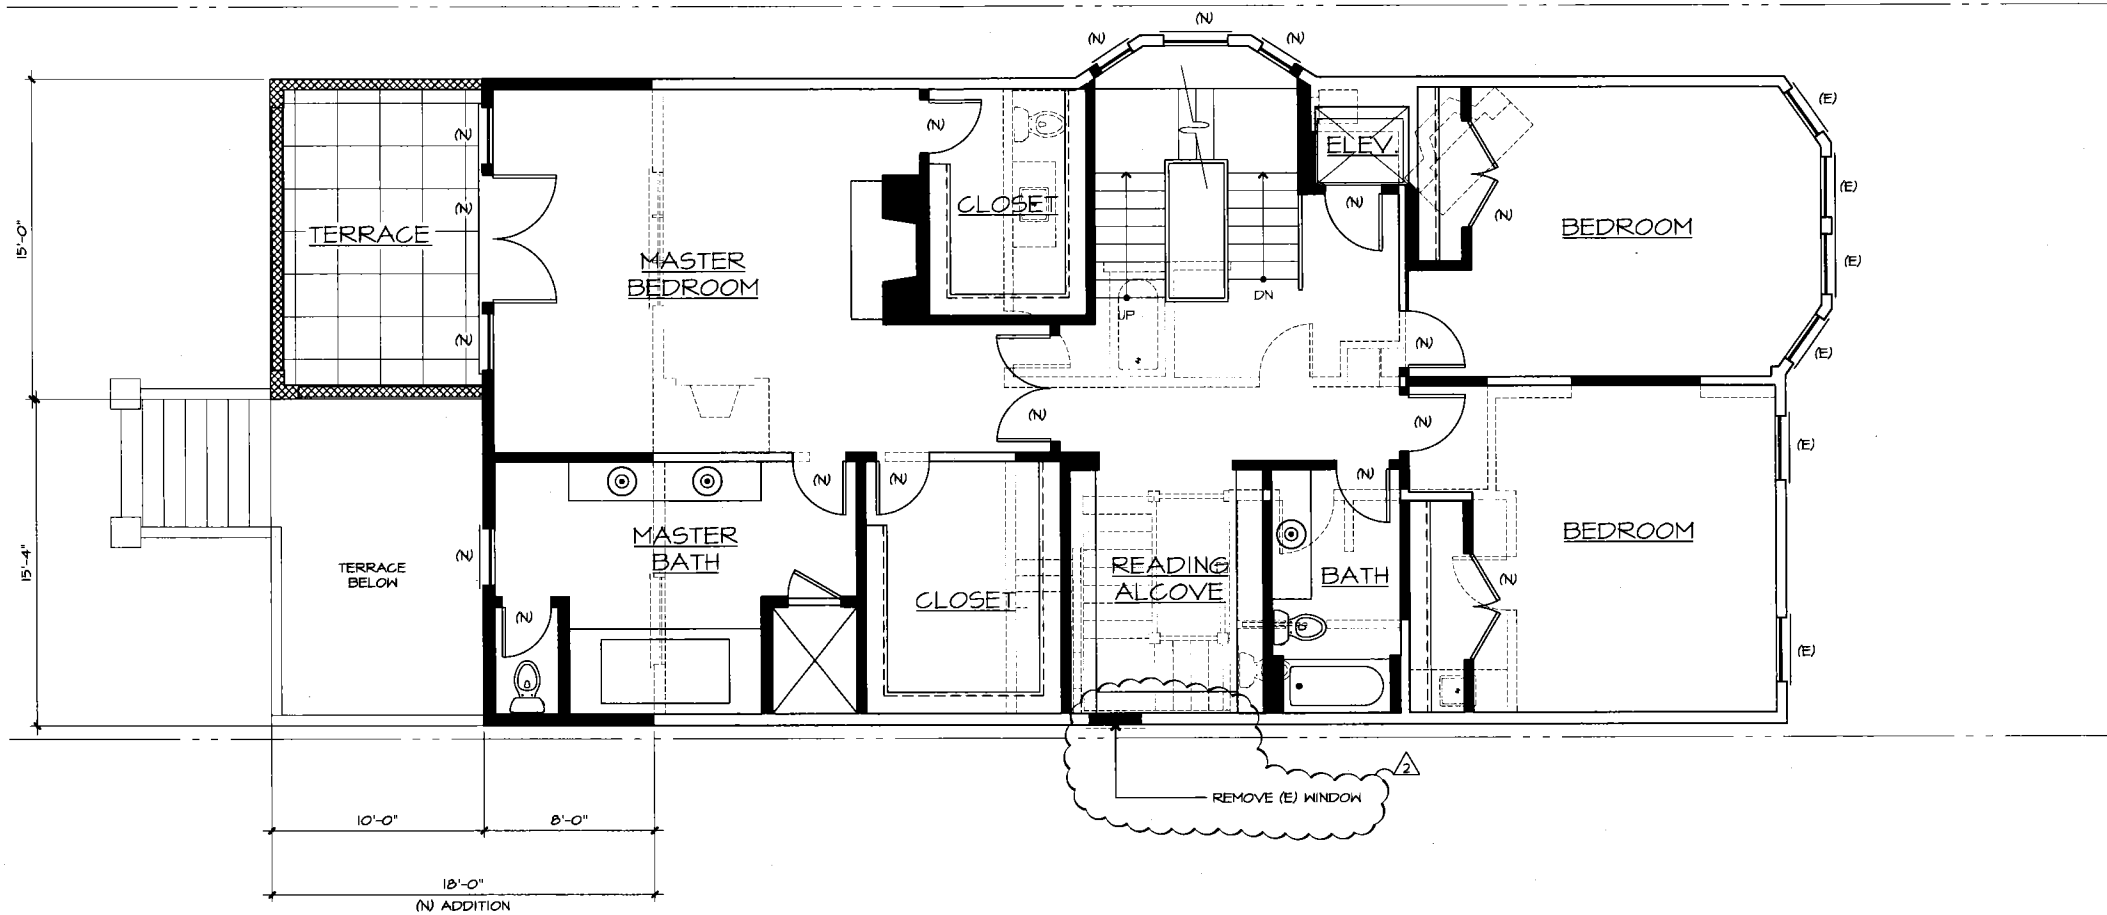 (N)
(N)
(N)
(E)
(N)
(N)
ELEV.
15'-0"
(N)
CLOSET
(N)
(N)
(E)
TERRACE
(N)
BEDROOM
MASTER
BEDROOM
(E)
DN
UP
(N)
(N)
(E)
(N)
(N)
(E)
(N)
(N)
(N)
MASTER
BATH
BEDROOM
15'-4"
(N)
TERRACE
BELOW
READING
ALCOVE
BATH
(N)
CLOSET
(N)
(E)
2
REMOVE (E) WINDOW
10'-0"
8'-0"
18'-0"
(N) ADDITION